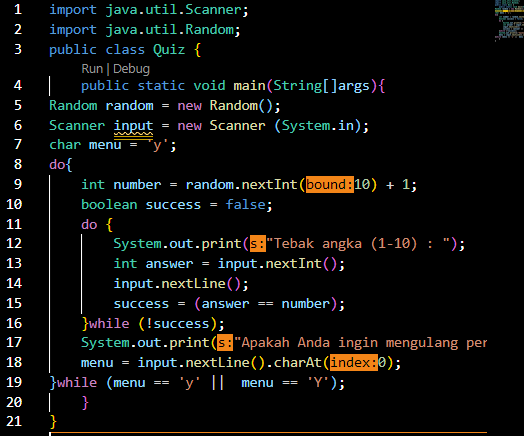 1 import java.util.Scanner;
2 import java.util.Random;
3 public class Quiz {
Run | Debug
4 public static void main(String[]args){
5 Random random = new Random();
6 Scanner input = new Scanner (System.in);
7 char menu = 'y';
8 do{
9 int number = random.nextInt(bound:10) + 1;
10 boolean success = false;
11 do {
12 System.out.print(s:"Tebak angka (1-10) : ");
13 int answer = input.nextInt();
14 input.nextLine();
15 success = (answer == number);
16 }while (!success);
17 System.out.print(s:"Apakah Anda ingin mengulang per
18 menu = input.nextLine().charAt(index:0);
19 }while (menu == 'y' || menu == 'Y');
20 }
21 }